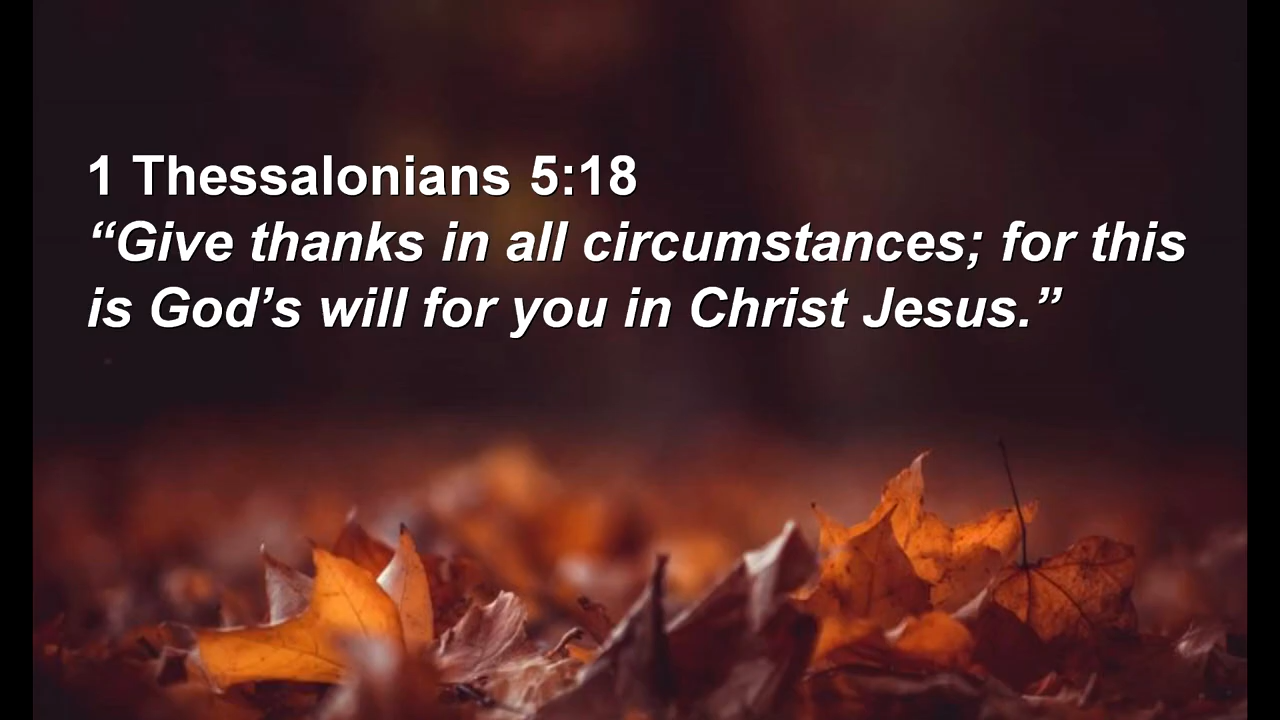 1 Thessalonians 5:18
“Give thanks in all circumstances; for this
is God’s will for you in Christ Jesus.”